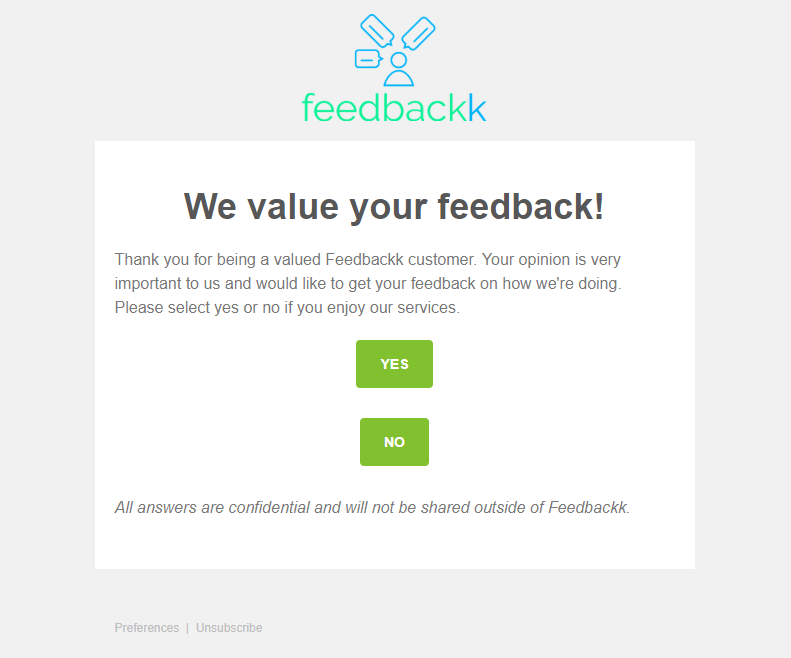 feedbackk
We value your feedback!
Thank you for being a valued Feedbackk customer. Your opinion is very
important to us and would like to get your feedback on how we're doing.
Please select yes or no if you enjoy our services.
YES
NO
All answers are confidential and will not be shared outside of Feedbackk.
Preferences | Unsubscribe